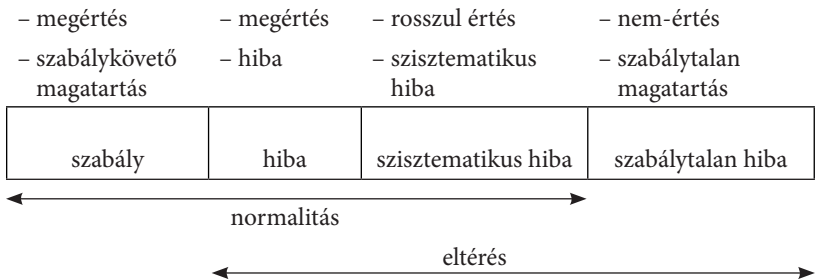 – megértés – megértés – rosszul értés – nem-értés
– szabálykövető – hiba – szisztematikus – szabálytalan
magatartás hiba magatartás
szabály hiba szisztematikus hiba szabálytalan hiba
normalitás
eltérés